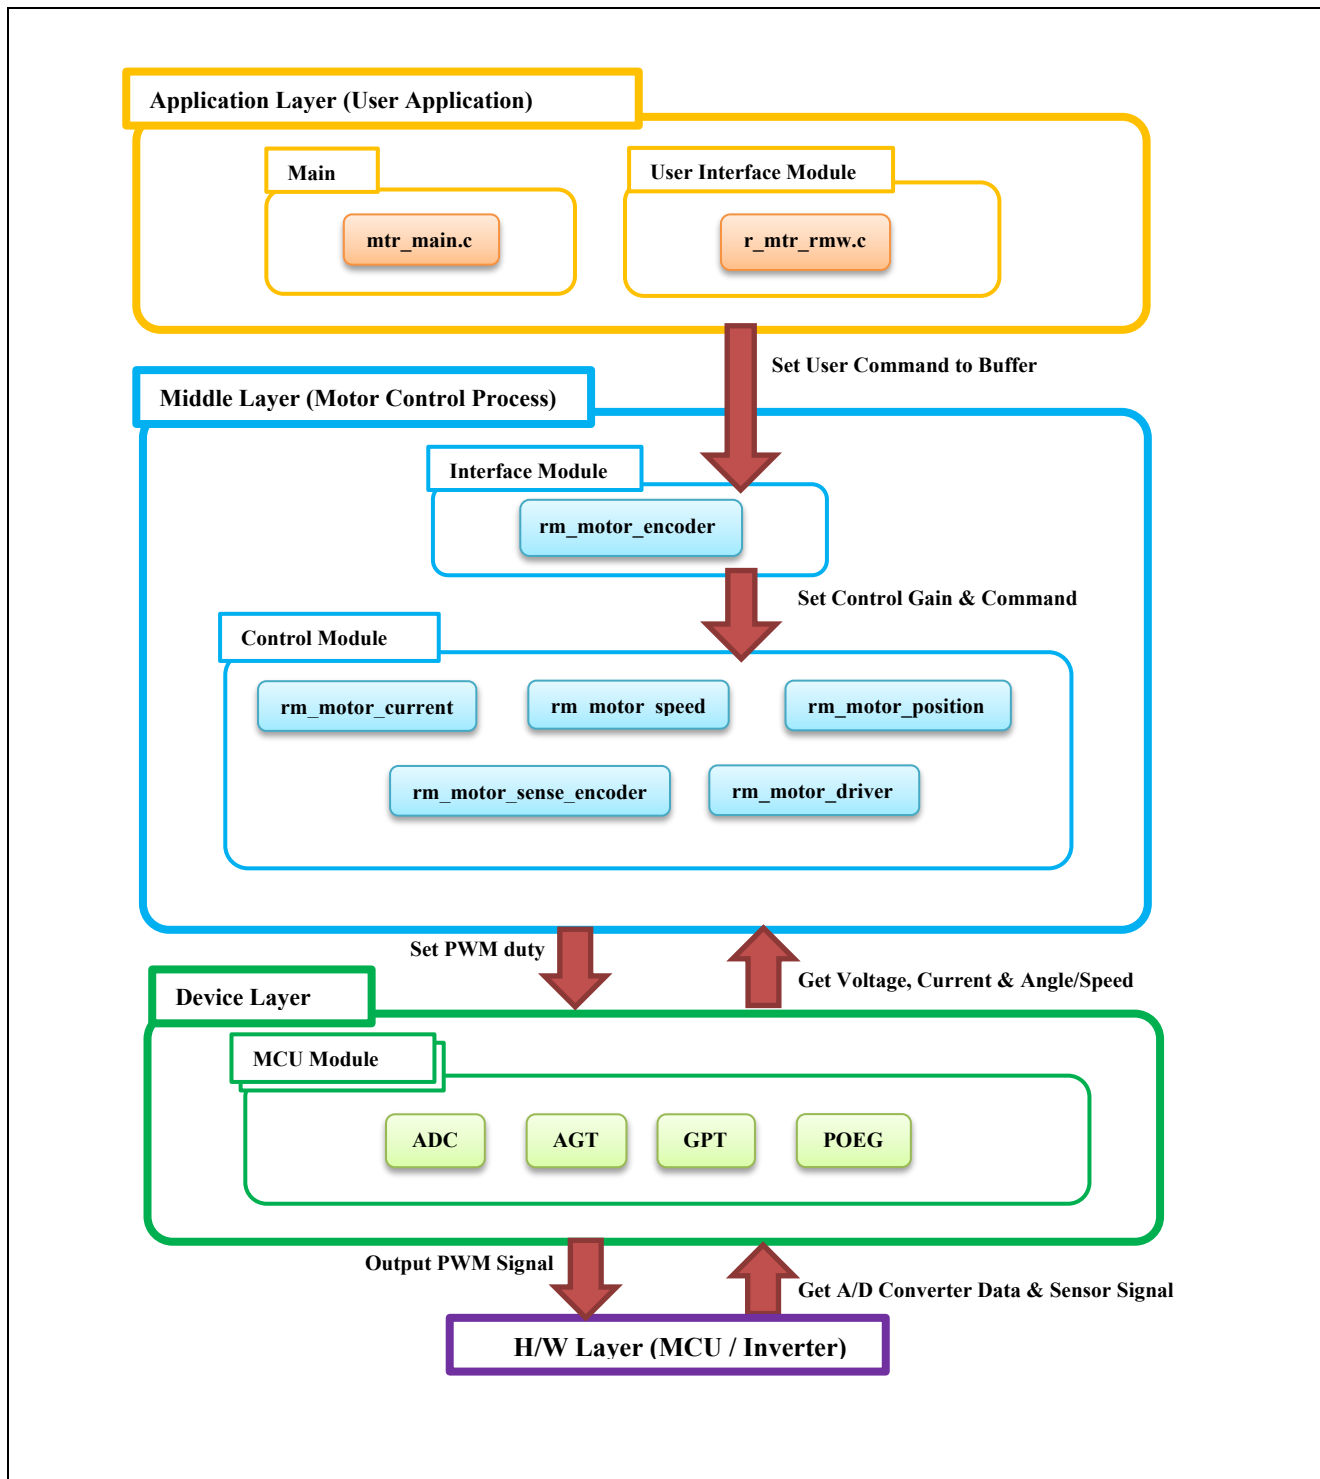 Application Layer (User Application)
Main
User Interface Module
mtr_main.c
r_mtr_rmw.c
Set User Command to Buffer
Middle Layer (Motor Control Process)
Interface Module
rm_motor_encoder
Set Control Gain & Command
Control Module
rm_motor_current
rm_motor_speed
rm_motor_position
rm_motor_sense_encoder
rm_motor_driver
Set PWM duty
Get Voltage, Current & Angle/Speed
Device Layer
MCU Module
ADC
AGT
GPT
POEG
Output PWM Signal
Get A/D Converter Data & Sensor Signal
H/W Layer (MCU / Inverter)